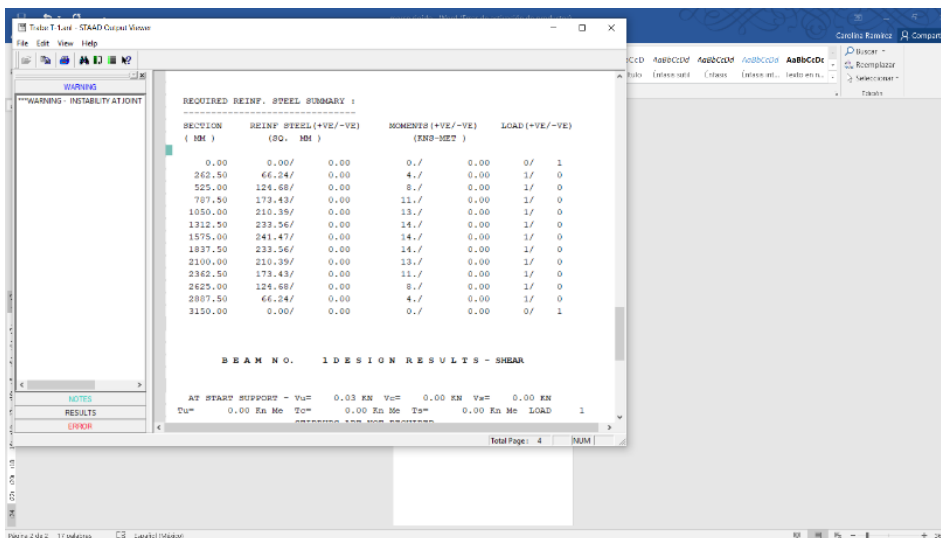 Trabe T-1.anl - STAAD Output Viewer
File Edit View Help
WARNING
***WARNING - INSTABILITY AT JOINT
NOTES
RESULTS
ERROR
REQUIRED REINF. STEEL SUMMARY :
-------------------------------
SECTION REINF STEEL(+VE/-VE) MOMENTS(+VE/-VE) LOAD(+VE/-VE)
( MM ) (SQ. MM ) (KNS-MET )
0.00 0.00/ 0.00 0./ 0.00 0/ 1
262.50 66.24/ 0.00 4./ 0.00 1/ 0
525.00 124.68/ 0.00 8./ 0.00 1/ 0
787.50 173.43/ 0.00 11./ 0.00 1/ 0
1050.00 210.39/ 0.00 13./ 0.00 1/ 0
1312.50 233.56/ 0.00 14./ 0.00 1/ 0
1575.00 241.47/ 0.00 14./ 0.00 1/ 0
1837.50 233.56/ 0.00 14./ 0.00 1/ 0
2100.00 210.39/ 0.00 13./ 0.00 1/ 0
2362.50 173.43/ 0.00 11./ 0.00 1/ 0
2625.00 124.68/ 0.00 8./ 0.00 1/ 0
2887.50 66.24/ 0.00 4./ 0.00 1/ 0
3150.00 0.00/ 0.00 0./ 0.00 0/ 1
B E A M N O. 1 D E S I G N R E S U L T S - SHEAR
AT START SUPPORT - Vu= 0.03 KN Vc= 0.00 KN Vs= 0.00 KN
Tu= 0.00 Kn Me Tc= 0.00 Kn Me Ts= 0.00 Kn Me LOAD 1
Total Page : 4 NUM
Carolina Ramirez Compart
AaBbCcDd AaBbCcDd AaBbCcDd AaBbCcDc
Énfasis sutil Énfasis Énfasis int... Texto en n...
Buscar
Reemplazar
Seleccionar
Edición
Página 2 de 2 17 palabras Español (México)